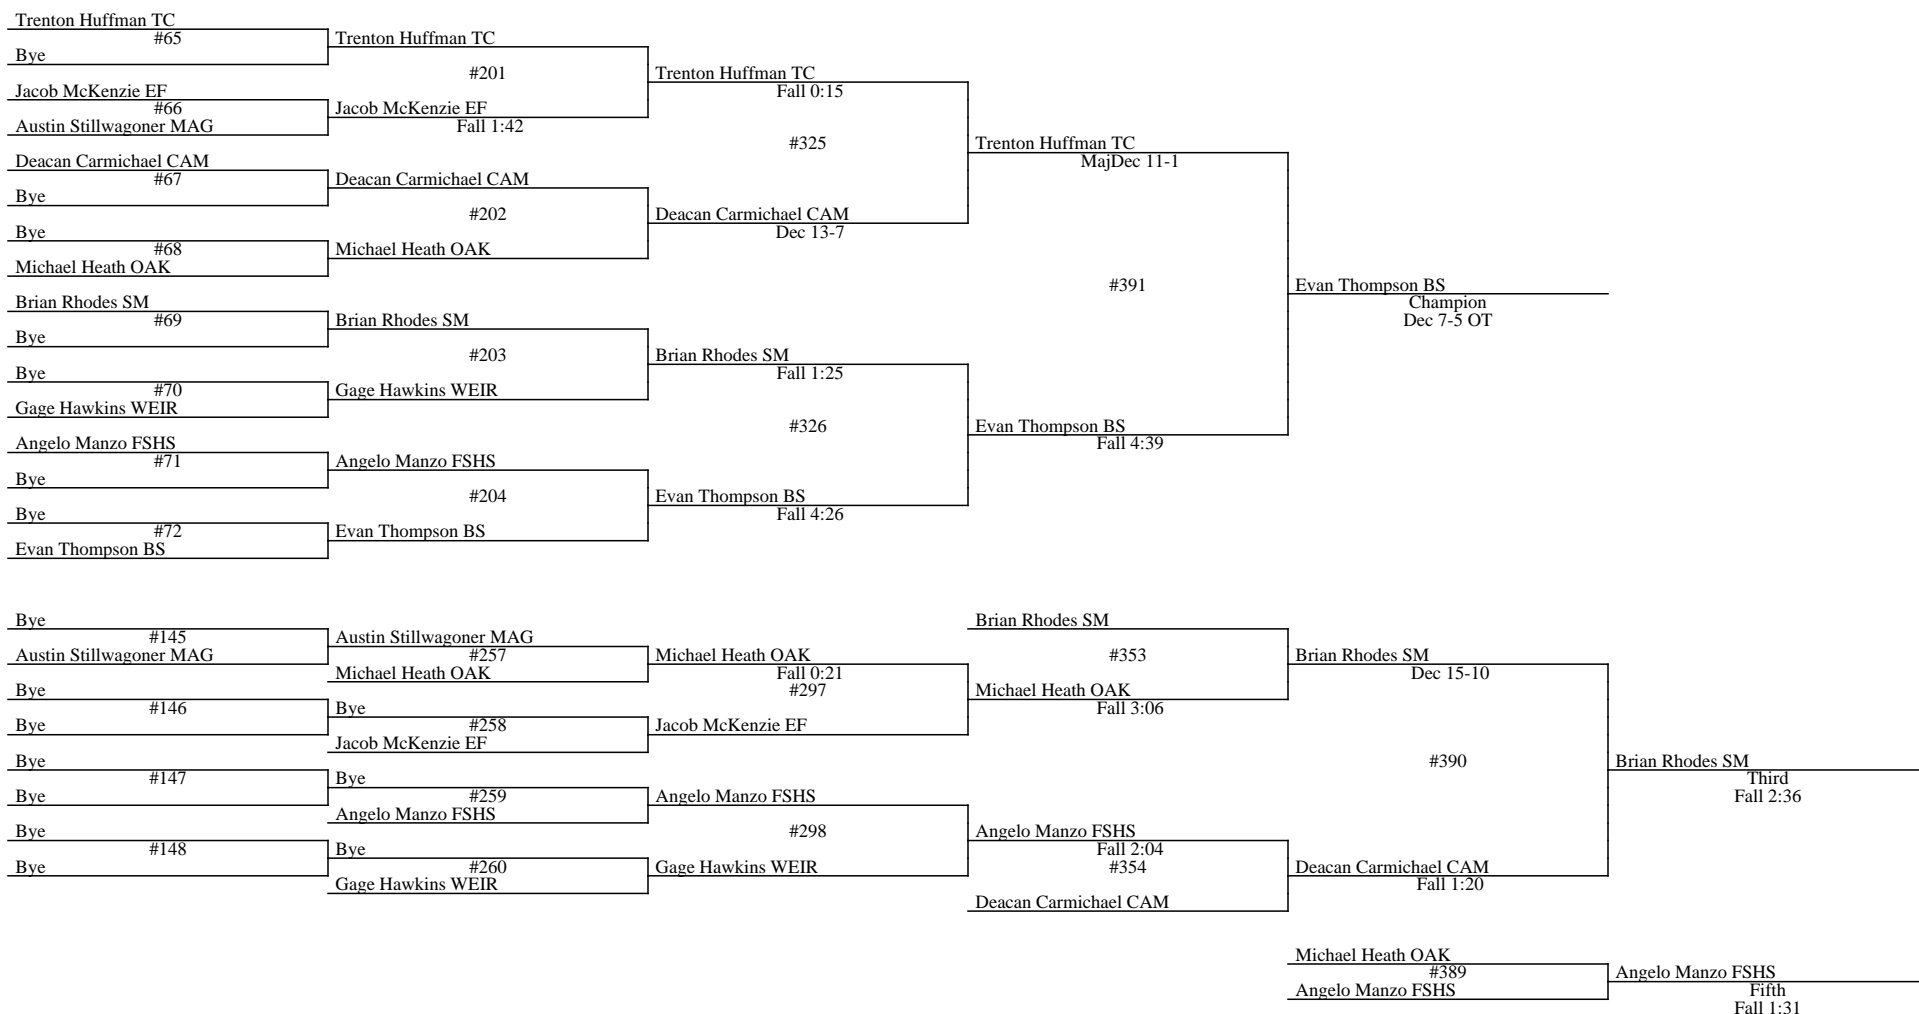 Trenton Huffman TC
#65
Bye
Trenton Huffman TC
#201
Jacob McKenzie EF
#66
Austin Stillwagoner MAG
Jacob McKenzie EF
Fall 1:42
Trenton Huffman TC
Fall 0:15
#325
Deacan Carmichael CAM
#67
Bye
Deacan Carmichael CAM
#202
Bye
#68
Michael Heath OAK
Michael Heath OAK
Deacan Carmichael CAM
Dec 13-7
Trenton Huffman TC
MajDec 11-1
#391
Brian Rhodes SM
#69
Bye
Brian Rhodes SM
#203
Bye
#70
Gage Hawkins WEIR
Gage Hawkins WEIR
Brian Rhodes SM
Fall 1:25
#326
Angelo Manzo FSHS
#71
Bye
Angelo Manzo FSHS
#204
Bye
#72
Evan Thompson BS
Evan Thompson BS
Evan Thompson BS
Fall 4:26
Evan Thompson BS
Fall 4:39
Evan Thompson BS
Champion
Dec 7-5 OT
Bye
#145
Austin Stillwagoner MAG
Austin Stillwagoner MAG
#257
Michael Heath OAK
Michael Heath OAK
Fall 0:21
#297
Bye
#146
Bye
Bye
#258
Jacob McKenzie EF
Jacob McKenzie EF
Brian Rhodes SM
#353
Michael Heath OAK
Fall 3:06
Brian Rhodes SM
Dec 15-10
#390
Bye
#147
Bye
Bye
#259
Angelo Manzo FSHS
Angelo Manzo FSHS
#298
Bye
#148
Bye
Bye
#260
Gage Hawkins WEIR
Gage Hawkins WEIR
Angelo Manzo FSHS
Fall 2:04
#354
Deacan Carmichael CAM
Deacan Carmichael CAM
Fall 1:20
Brian Rhodes SM
Third
Fall 2:36
Michael Heath OAK
#389
Angelo Manzo FSHS
Angelo Manzo FSHS
Fifth
Fall 1:31